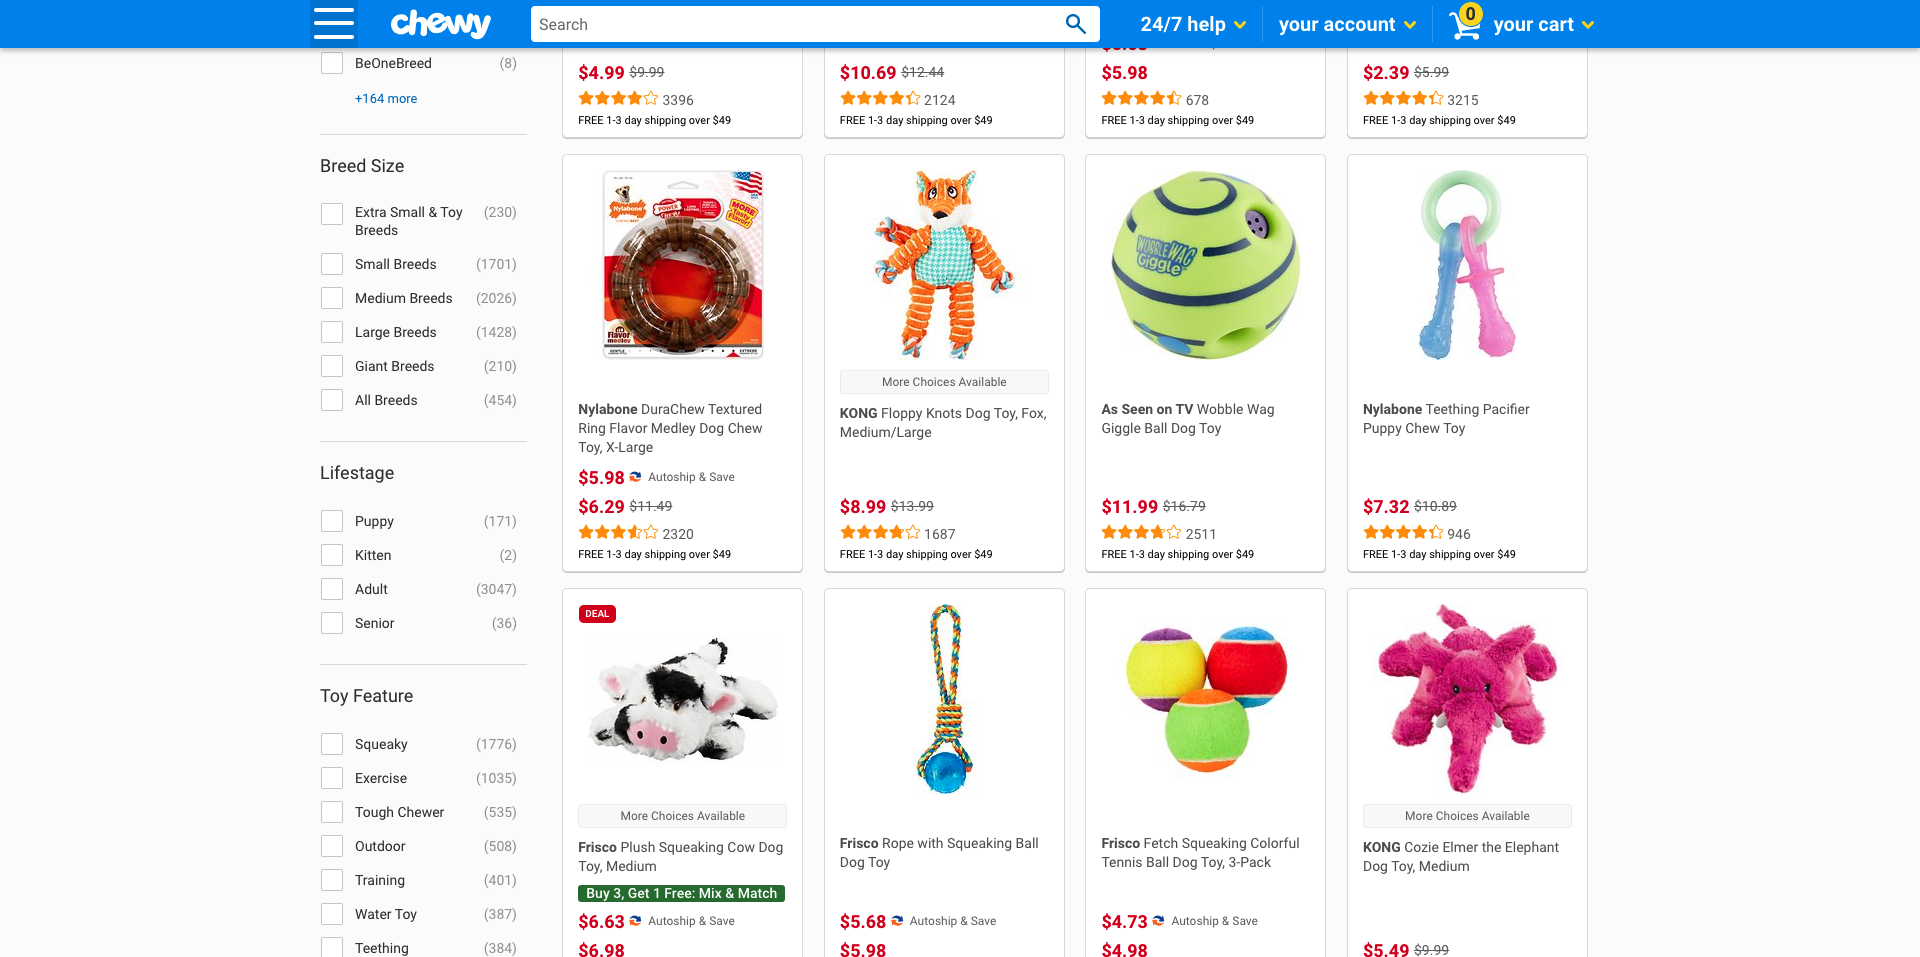 chewy
Search
24/7 help
your account
0
your cart
BeOneBreed (8)
+164 more
Breed Size
Extra Small & Toy Breeds (230)
Small Breeds (1701)
Medium Breeds (2026)
Large Breeds (1428)
Giant Breeds (210)
All Breeds (454)
Lifestage
Puppy (171)
Kitten (2)
Adult (3047)
Senior (36)
Toy Feature
Squeaky (1776)
Exercise (1035)
Tough Chewer (535)
Outdoor (508)
Training (401)
Water Toy (387)
Teething (384)
$4.99 $9.99
3396
FREE 1-3 day shipping over $49
$10.69 $12.44
2124
FREE 1-3 day shipping over $49
$5.98
678
FREE 1-3 day shipping over $49
$2.39 $5.99
3215
FREE 1-3 day shipping over $49
Nylabone
POWER CHEW
MORE Tasty Flavor!
Flavor medley
Nylabone DuraChew Textured
Ring Flavor Medley Dog Chew
Toy, X-Large
$5.98 Autoship & Save
$6.29 $11.49
2320
FREE 1-3 day shipping over $49
More Choices Available
KONG Floppy Knots Dog Toy, Fox,
Medium/Large
$8.99 $13.99
1687
FREE 1-3 day shipping over $49
WOBBLE WAG
Giggle
As Seen on TV Wobble Wag
Giggle Ball Dog Toy
$11.99 $16.79
2511
FREE 1-3 day shipping over $49
Nylabone Teething Pacifier
Puppy Chew Toy
$7.32 $10.89
946
FREE 1-3 day shipping over $49
DEAL
More Choices Available
Frisco Plush Squeaking Cow Dog
Toy, Medium
Buy 3, Get 1 Free: Mix & Match
$6.63 Autoship & Save
$6.98
Frisco Rope with Squeaking Ball
Dog Toy
$5.68 Autoship & Save
$5.98
Frisco Fetch Squeaking Colorful
Tennis Ball Dog Toy, 3-Pack
$4.73 Autoship & Save
$4.98
More Choices Available
KONG Cozie Elmer the Elephant
Dog Toy, Medium
$5.49 $9.99